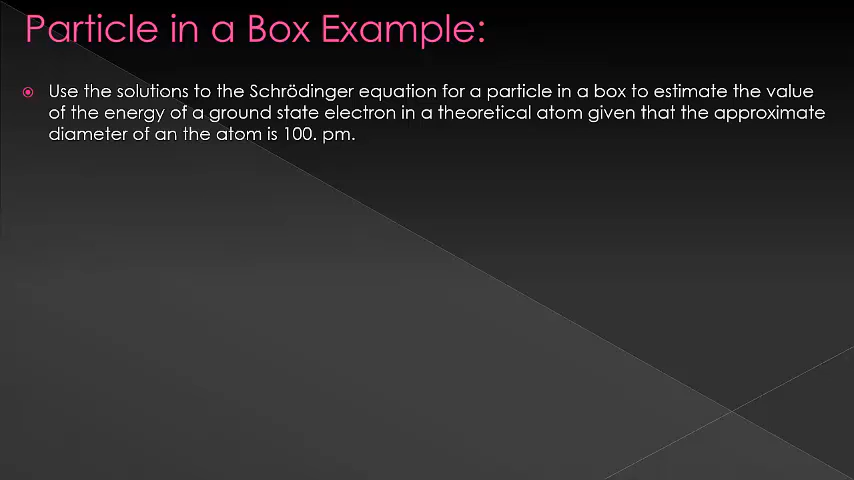 Particle in a Box Example:
Use the solutions to the Schrödinger equation for a particle in a box to estimate the value
of the energy of a ground state electron in a theoretical atom given that the approximate
diameter of an the atom is 100. pm.